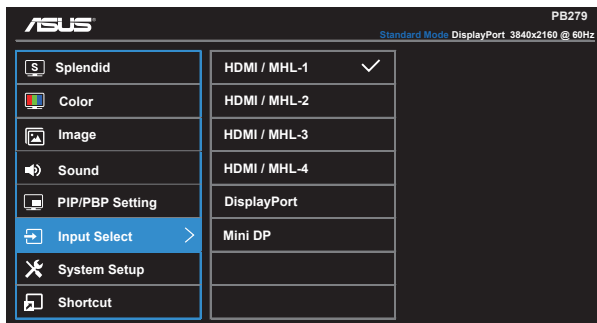 ASUS
PB279
Standard Mode DisplayPort 3840x2160 @ 60Hz
S Splendid
Color
Image
Sound
PIP/PBP Setting
Input Select
System Setup
Shortcut
HDMI / MHL-1
HDMI / MHL-2
HDMI / MHL-3
HDMI / MHL-4
DisplayPort
Mini DP